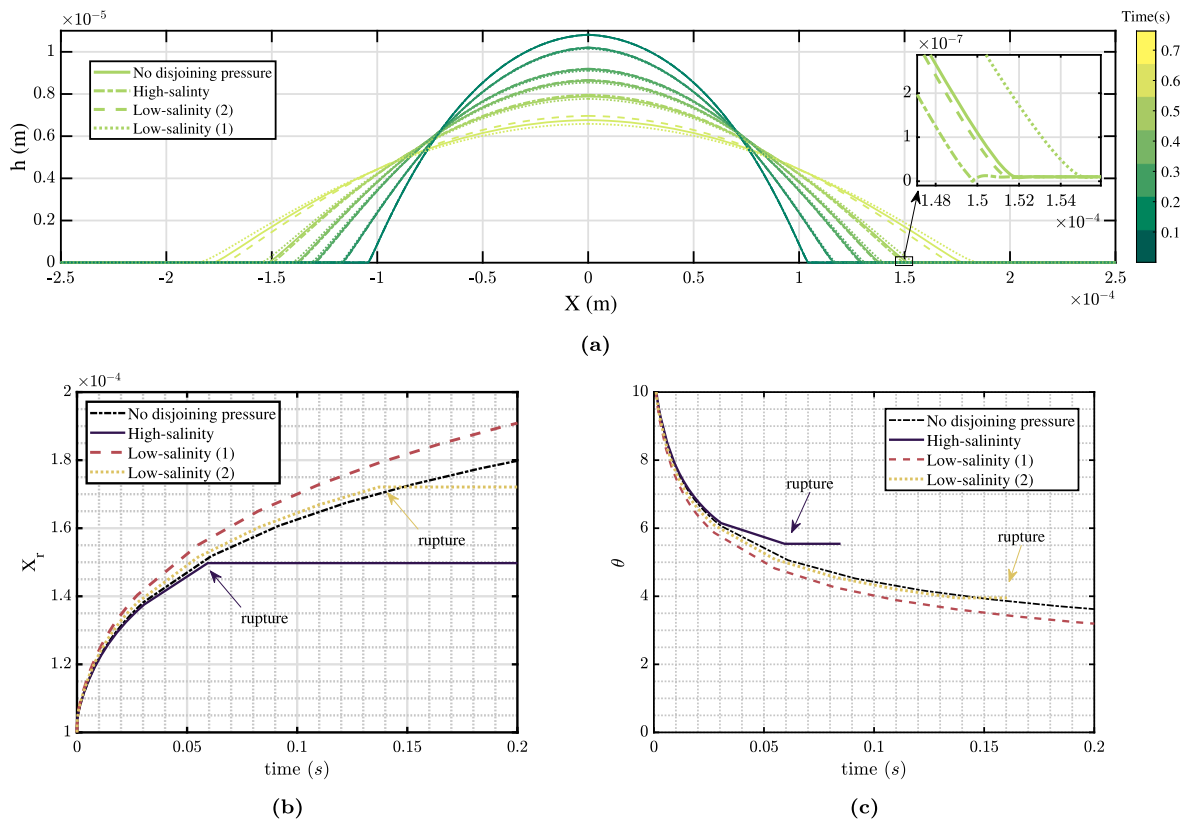 ×10⁻⁵
Time(s)
1
0.8
0.6
0.4
0.2
0
h (m)
No disjoining pressure
High-salinty
Low-salinity (2)
Low-salinity (1)
×10⁻⁷
2
1
0
1.48
1.5
1.52
1.54
×10⁻⁴
0.7
0.6
0.5
0.4
0.3
0.2
0.1
-2.5 -2 -1.5 -1 -0.5 0 0.5 1 1.5 2 2.5
X (m)
×10⁻⁴
(a)
×10⁻⁴
2
1.8
1.6
1.4
1.2
1
X_r
No disjoining pressure
High-salinity
Low-salinity (1)
Low-salinity (2)
rupture
rupture
0 0.05 0.1 0.15 0.2
time (s)
(b)
10
8
6
4
2
0
θ
No disjoining pressure
High-salininty
Low-salinity (1)
Low-salinity (2)
rupture
rupture
0 0.05 0.1 0.15 0.2
time (s)
(c)